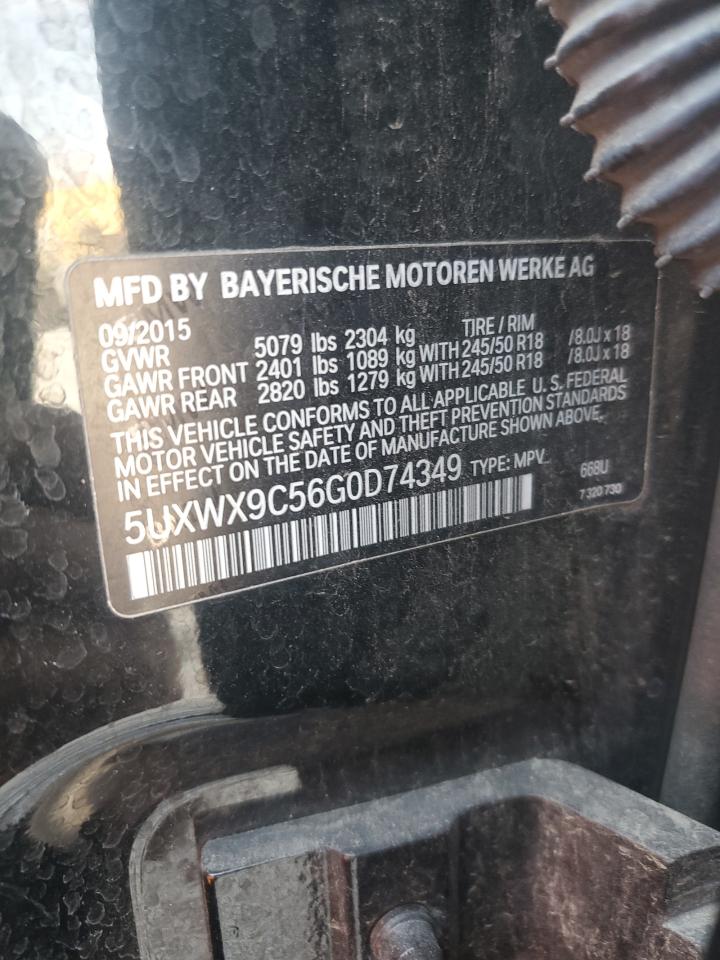 MFD BY BAYERISCHE MOTOREN WERKE AG
09/2015 TIRE / RIM
GVWR 5079 lbs 2304 kg
GAWR FRONT 2401 lbs 1089 kg WITH 245/50 R18 /8.0J x 18
GAWR REAR 2820 lbs 1279 kg WITH 245/50 R18 /8.0J x 18
THIS VEHICLE CONFORMS TO ALL APPLICABLE U.S. FEDERAL
MOTOR VEHICLE SAFETY AND THEFT PREVENTION STANDARDS
IN EFFECT ON THE DATE OF MANUFACTURE SHOWN ABOVE.
5UXWX9C56G0D74349 TYPE: MPV 668U
7 320 730